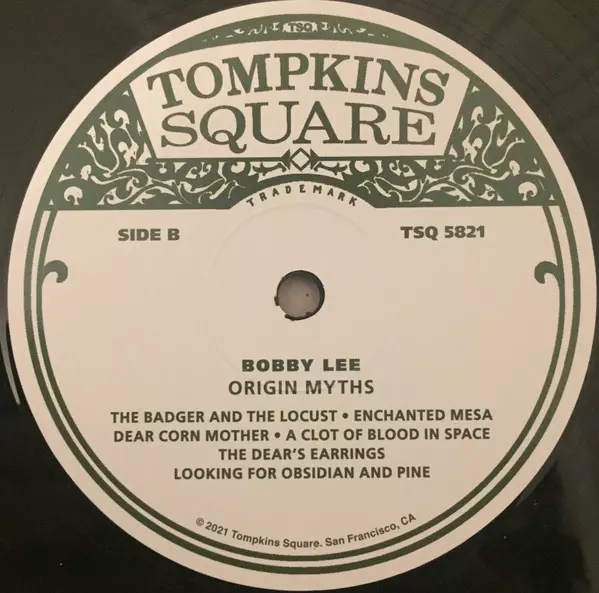 TSQ
TOMPKINS
SQUARE
TRADEMARK
SIDE B
TSQ 5821
BOBBY LEE
ORIGIN MYTHS
THE BADGER AND THE LOCUST • ENCHANTED MESA
DEAR CORN MOTHER • A CLOT OF BLOOD IN SPACE
THE DEAR'S EARRINGS
LOOKING FOR OBSIDIAN AND PINE
© 2021 Tompkins Square. San Francisco, CA